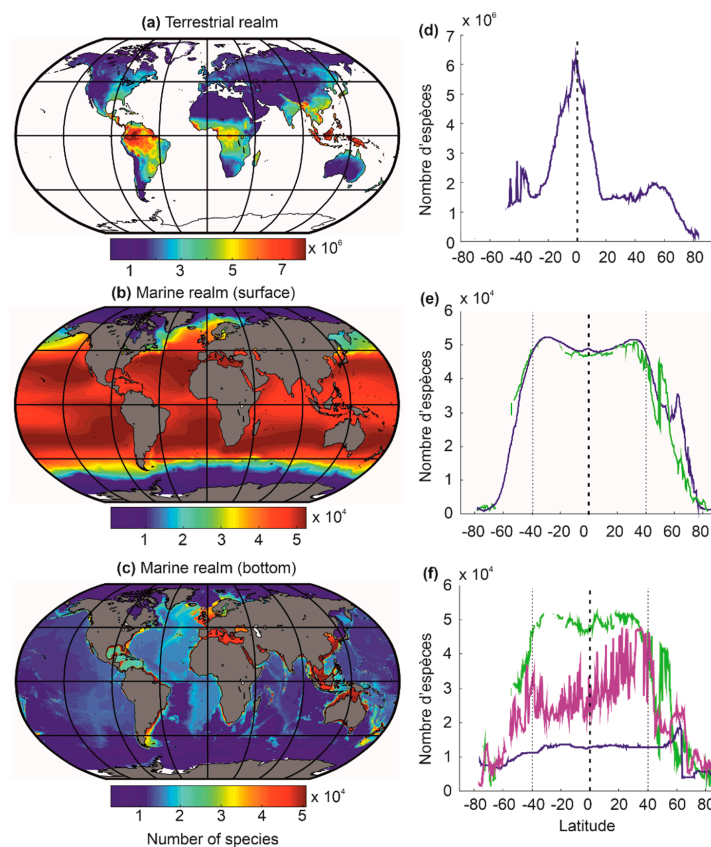 (a) Terrestrial realm
1 3 5 7 x 10⁶
(d)
x 10⁶
7
6
5
4
3
2
1
0
Nombre d'espèces
-80 -60 -40 -20 0 20 40 60 80
(b) Marine realm (surface)
1 2 3 4 5 x 10⁴
(e)
x 10⁴
6
5
4
3
2
1
0
Nombre d'espèces
-80 -60 -40 -20 0 20 40 60 80
(c) Marine realm (bottom)
1 2 3 4 5 x 10⁴
Number of species
(f)
x 10⁴
6
5
4
3
2
1
0
Nombre d'espèces
-80 -60 -40 -20 0 20 40 60 80
Latitude